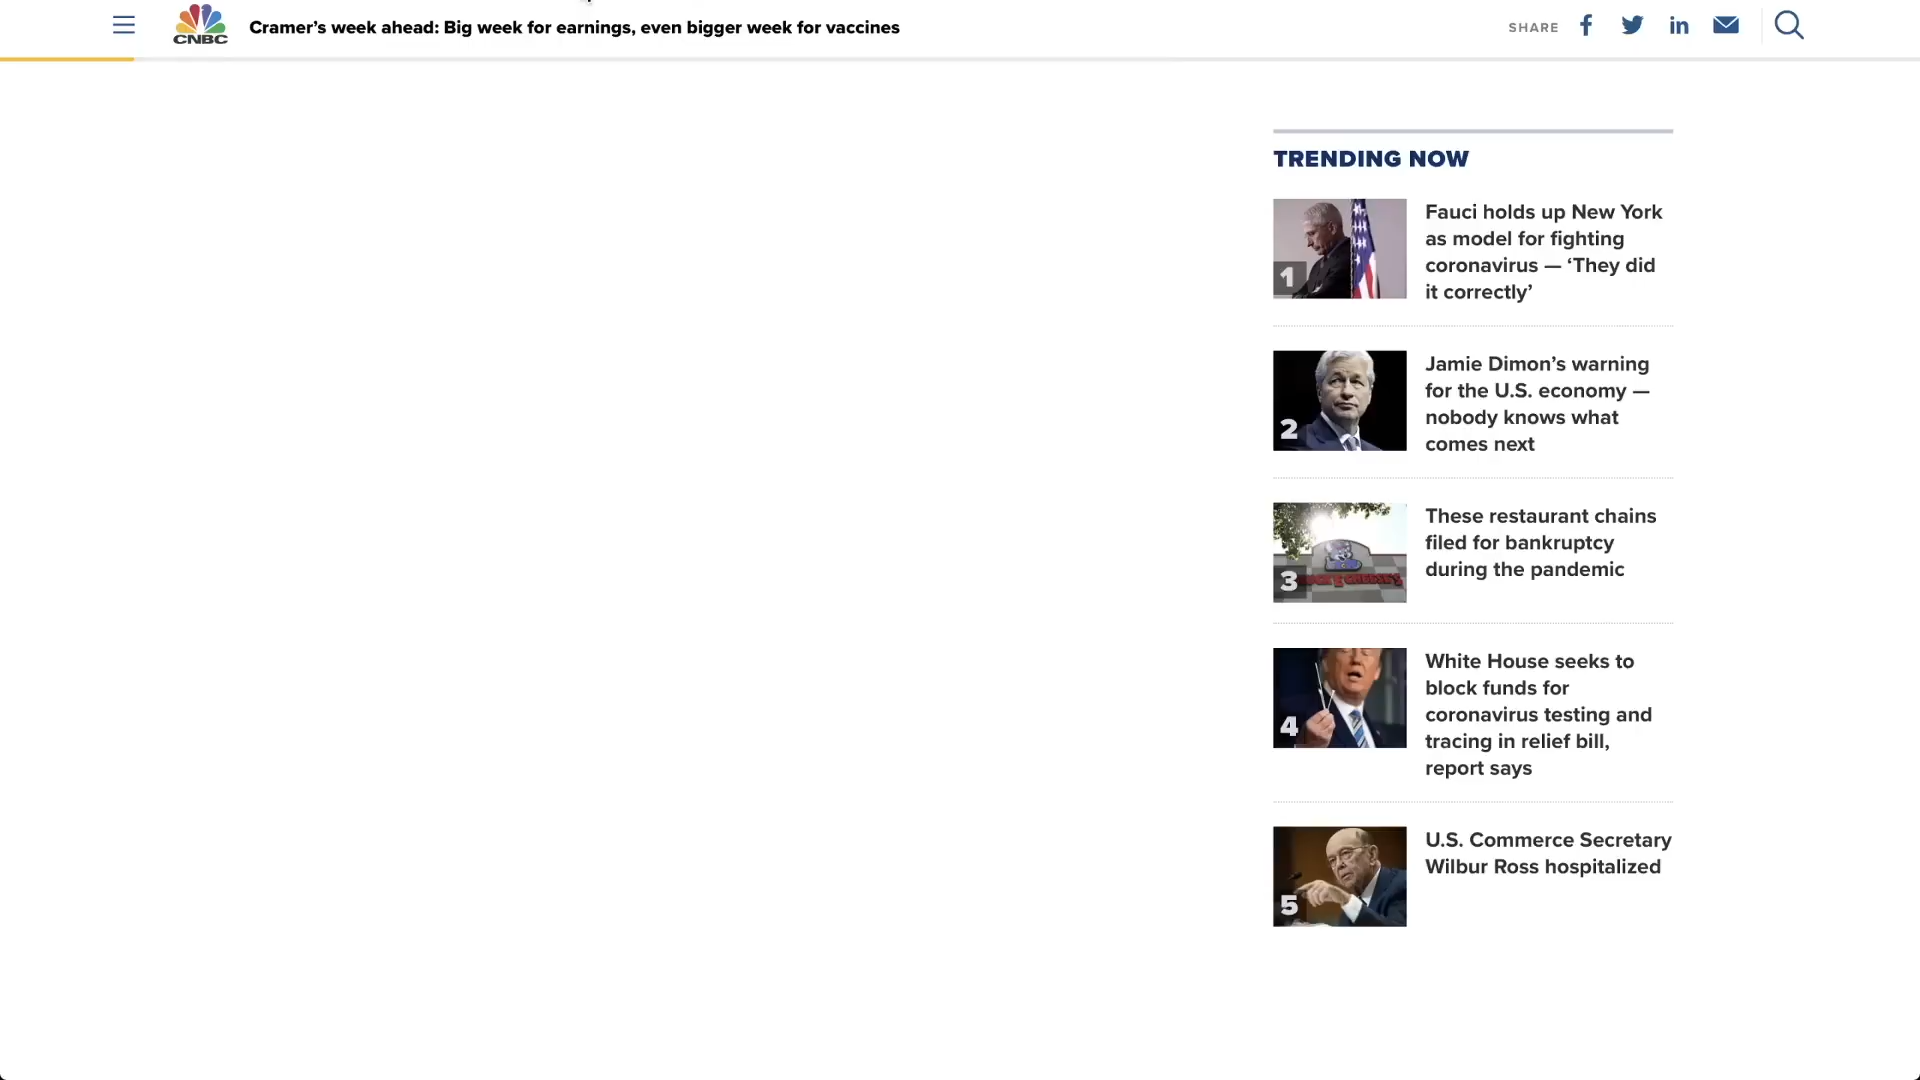 CNBC
Cramer’s week ahead: Big week for earnings, even bigger week for vaccines
SHARE
TRENDING NOW
1
Fauci holds up New York
as model for fighting
coronavirus — ‘They did
it correctly’
2
Jamie Dimon’s warning
for the U.S. economy —
nobody knows what
comes next
3
These restaurant chains
filed for bankruptcy
during the pandemic
4
White House seeks to
block funds for
coronavirus testing and
tracing in relief bill,
report says
5
U.S. Commerce Secretary
Wilbur Ross hospitalized